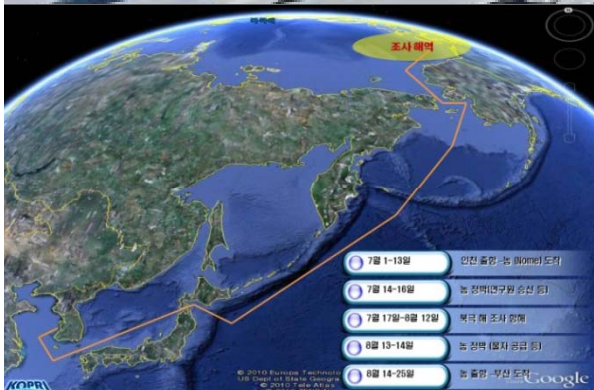 조사 해역
7월 1-13일 인천 출항 -놈 (Nome) 도착
7월 14-16일 놈 정박(연구원 승선 등)
7월 17일-8월 12일 북극 해 조사 항해
8월 13-14일 놈 정박 (물자 공급 등)
8월 14-25일 놈 출항 -부산 도착
© 2010 Europa Technolo
US Dept of State Geogra
© 2010 Tele Atlas
Google
KOPRI